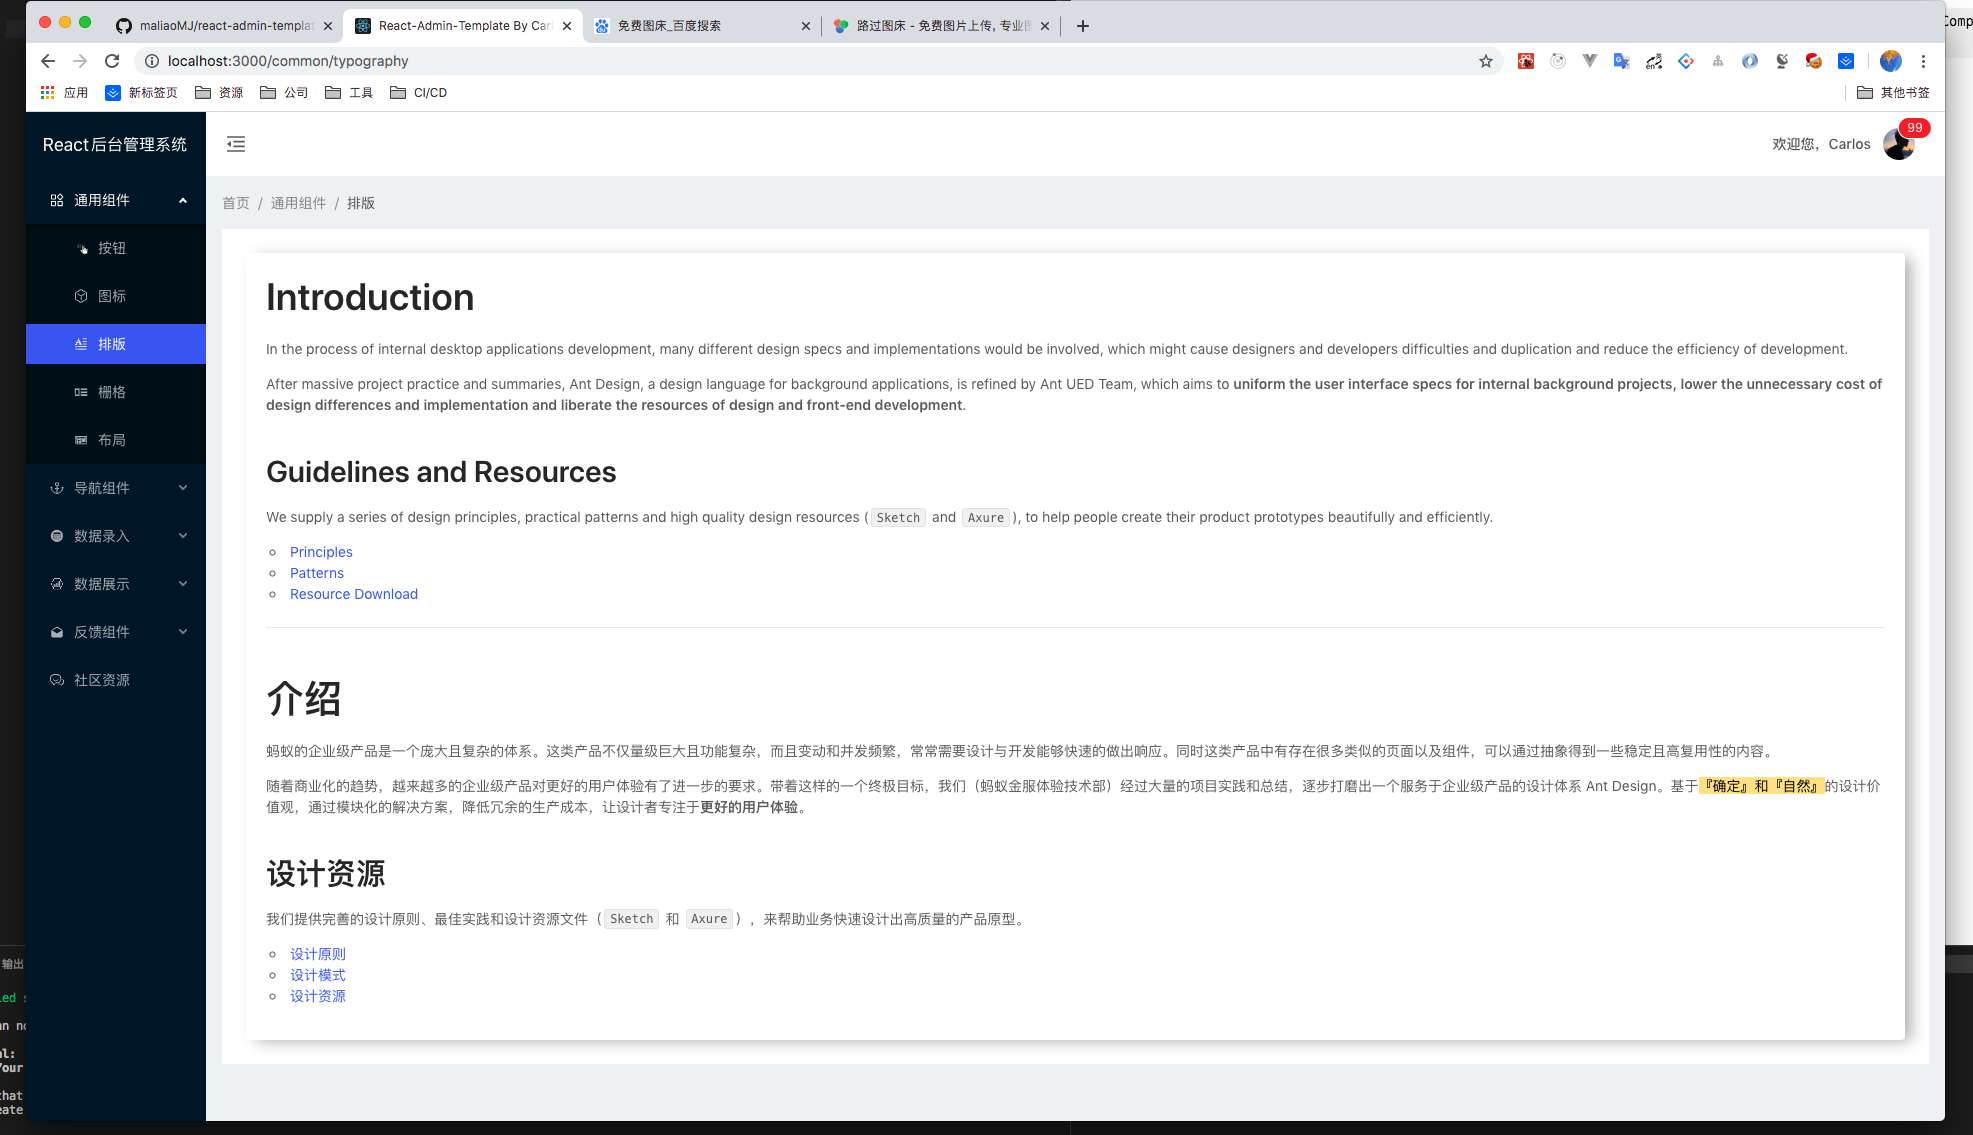 maliaoMJ/react-admin-templat
React-Admin-Template By Carl
免费图床_百度搜索
路过图床 - 免费图片上传, 专业图
localhost:3000/common/typography
应用 新标签页 资源 公司 工具 CI/CD 其他书签
React后台管理系统
欢迎您，Carlos
99
首页 / 通用组件 / 排版
通用组件
按钮
图标
排版
栅格
布局
导航组件
数据录入
数据展示
反馈组件
社区资源
Introduction
In the process of internal desktop applications development, many different design specs and implementations would be involved, which might cause designers and developers difficulties and duplication and reduce the efficiency of development.
After massive project practice and summaries, Ant Design, a design language for background applications, is refined by Ant UED Team, which aims to uniform the user interface specs for internal background projects, lower the unnecessary cost of
design differences and implementation and liberate the resources of design and front-end development.
Guidelines and Resources
We supply a series of design principles, practical patterns and high quality design resources ( Sketch and Axure ), to help people create their product prototypes beautifully and efficiently.
Principles
Patterns
Resource Download
介绍
蚂蚁的企业级产品是一个庞大且复杂的体系。这类产品不仅量级巨大且功能复杂，而且变动和并发频繁，常常需要设计与开发能够快速的做出响应。同时这类产品中有存在很多类似的页面以及组件，可以通过抽象得到一些稳定且高复用性的内容。
随着商业化的趋势，越来越多的企业级产品对更好的用户体验有了进一步的要求。带着这样的一个终极目标，我们（蚂蚁金服体验技术部）经过大量的项目实践和总结，逐步打磨出一个服务于企业级产品的设计体系 Ant Design。基于『确定』和『自然』的设计价
值观，通过模块化的解决方案，降低冗余的生产成本，让设计者专注于更好的用户体验。
设计资源
我们提供完善的设计原则、最佳实践和设计资源文件（ Sketch 和 Axure ），来帮助业务快速设计出高质量的产品原型。
设计原则
设计模式
设计资源
输出
that